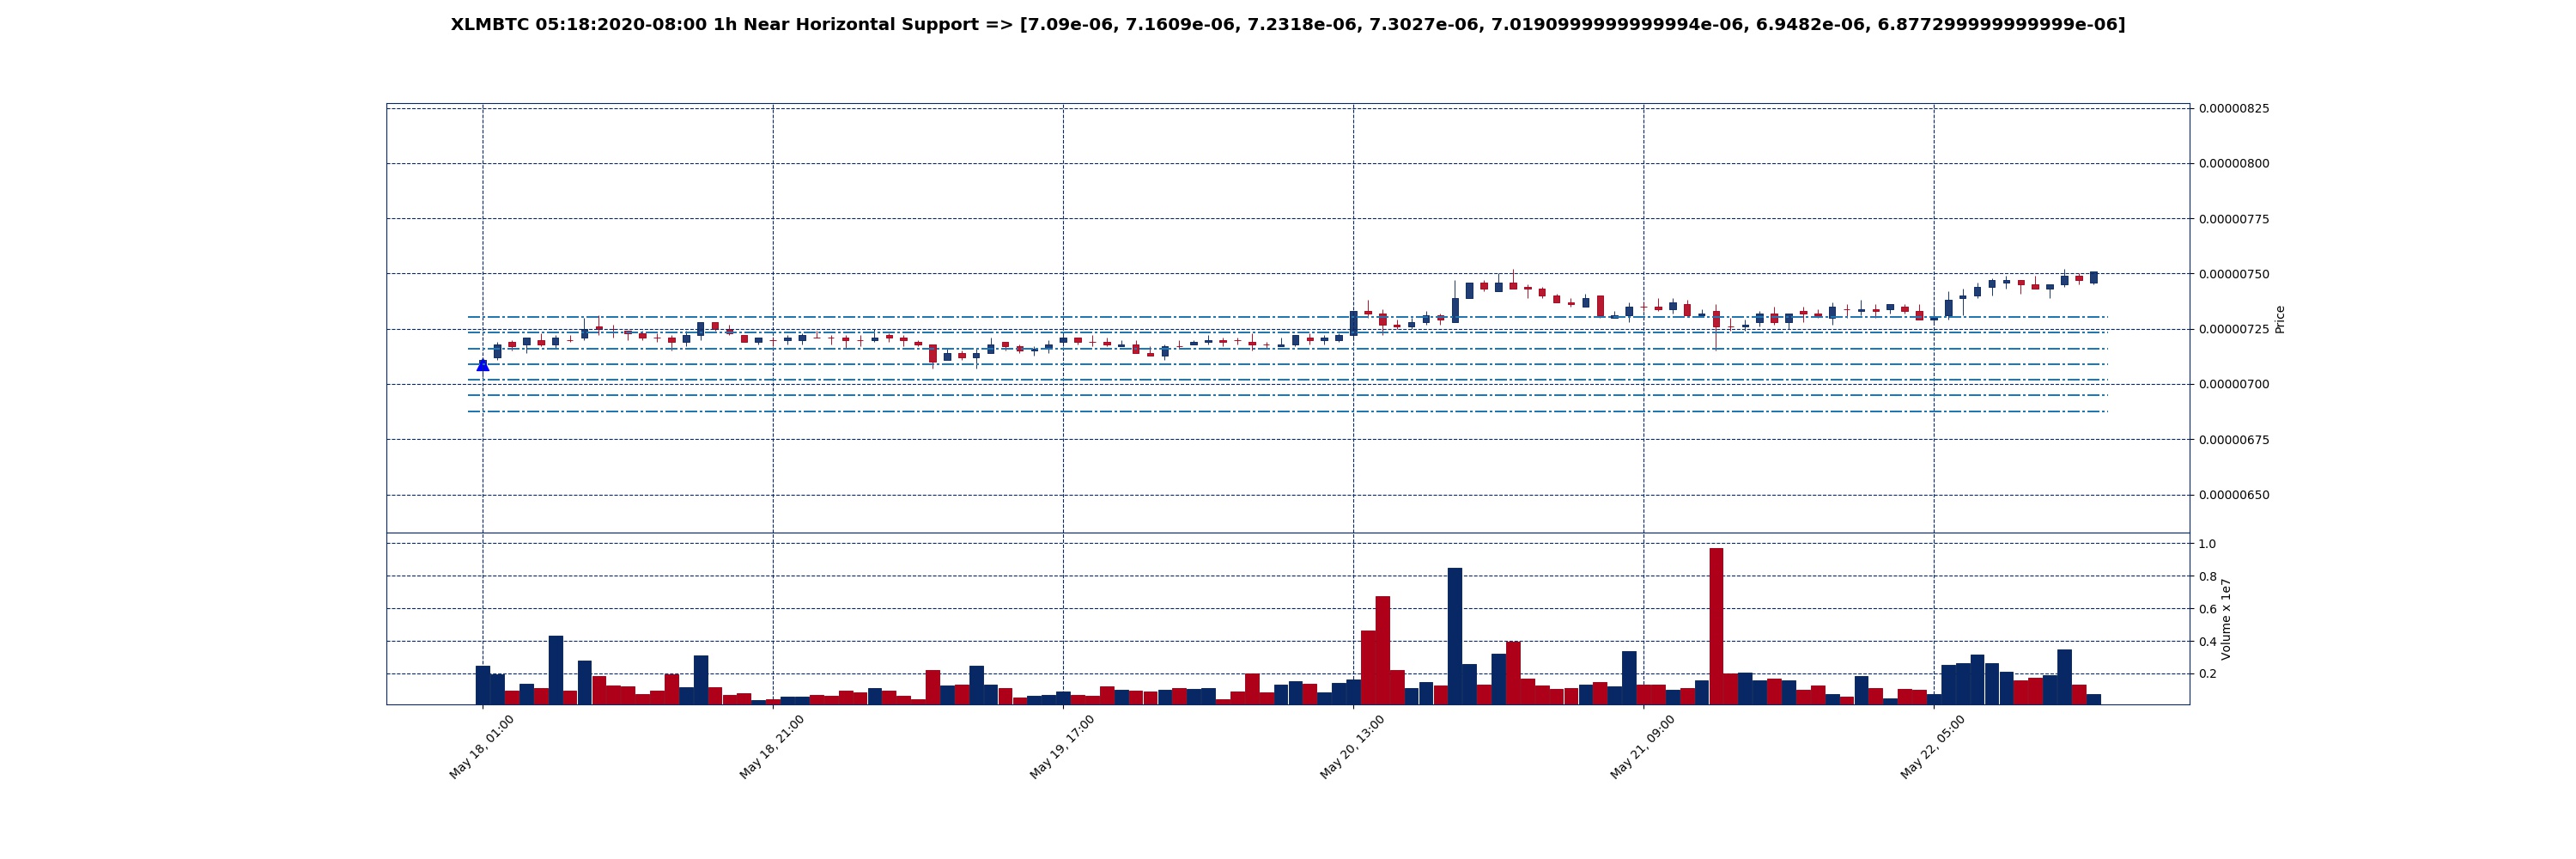 XLMBTC 05:18:2020-08:00 1h Near Horizontal Support => [7.09e-06, 7.1609e-06, 7.2318e-06, 7.3027e-06, 7.0190999999999994e-06, 6.9482e-06, 6.877299999999999e-06]
0.00000825
0.00000800
0.00000775
0.00000750
0.00000725
0.00000700
0.00000675
0.00000650
Price
1.0
0.8
0.6
0.4
0.2
Volume x 1e7
May 18, 01:00
May 18, 21:00
May 19, 17:00
May 20, 13:00
May 21, 09:00
May 22, 05:00